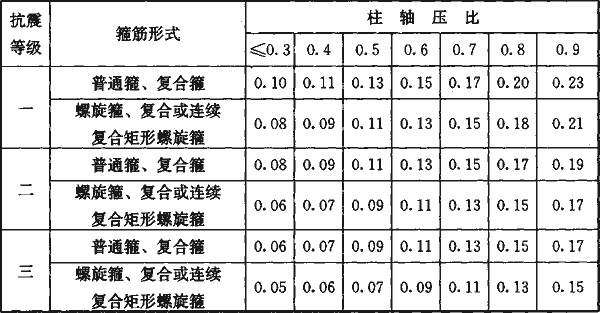 抗震等级 箍筋形式 柱轴压比
≤0.3 0.4 0.5 0.6 0.7 0.8 0.9
一 普通箍、复合箍 0.10 0.11 0.13 0.15 0.17 0.20 0.23
螺旋箍、复合或连续
复合矩形螺旋箍 0.08 0.09 0.11 0.13 0.15 0.18 0.21
二 普通箍、复合箍 0.08 0.09 0.11 0.13 0.15 0.17 0.19
螺旋箍、复合或连续
复合矩形螺旋箍 0.06 0.07 0.09 0.11 0.13 0.15 0.17
三 普通箍、复合箍 0.06 0.07 0.09 0.11 0.13 0.15 0.17
螺旋箍、复合或连续
复合矩形螺旋箍 0.05 0.06 0.07 0.09 0.11 0.13 0.15